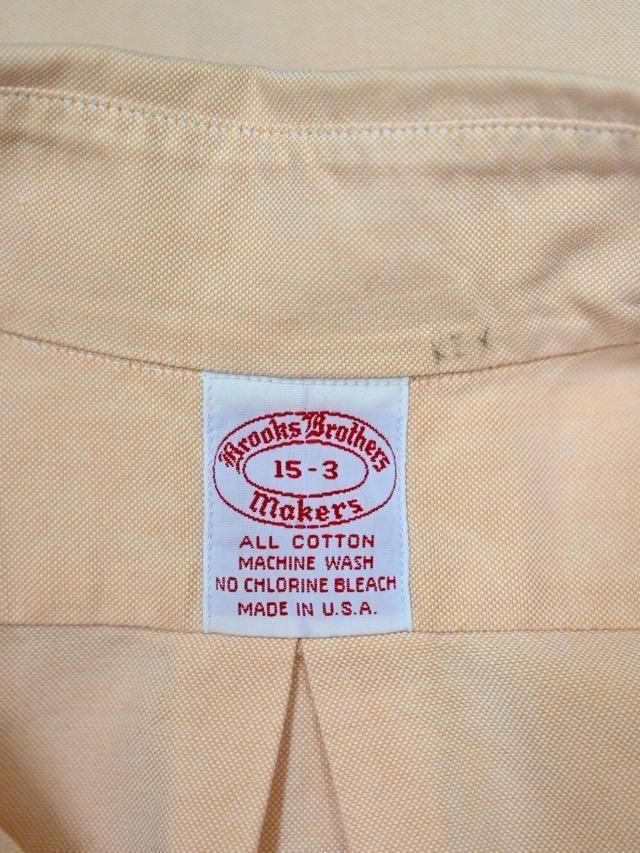 Brooks Brothers
15-3
Makers
ALL COTTON
MACHINE WASH
NO CHLORINE BLEACH
MADE IN U.S.A.